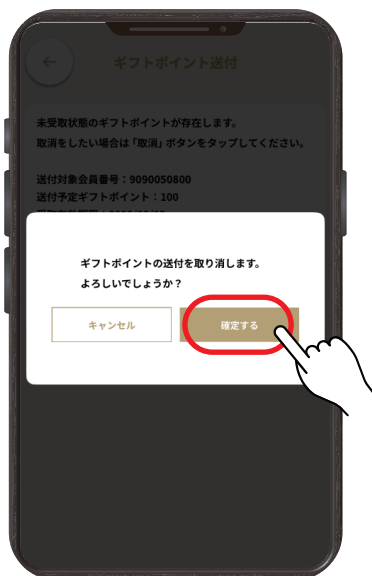 ギフトポイント送付
未受取状態のギフトポイントが存在します。
取消をしたい場合は「取消」ボタンをタップしてください。
送付対象会員番号：9090050800
送付予定ギフトポイント：100
ギフトポイントの送付を取り消します。
よろしいでしょうか？
キャンセル
確定する